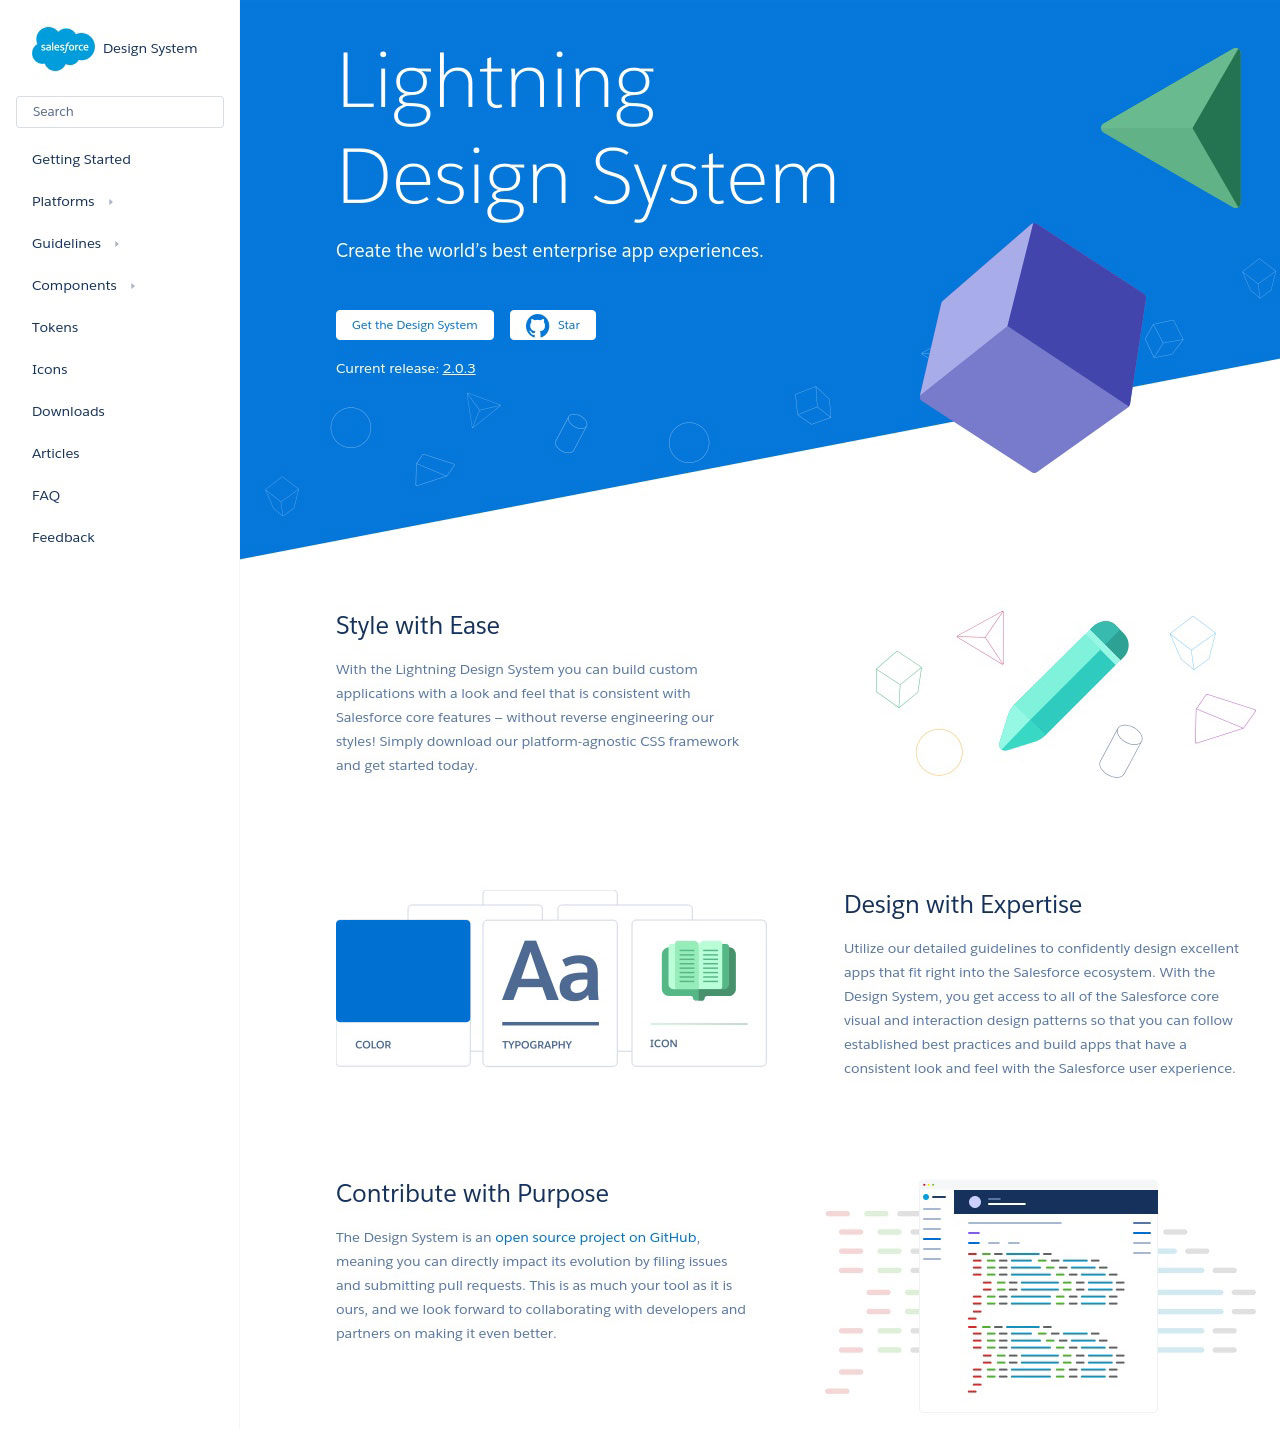 salesforce Design System
Search
Getting Started
Platforms
Guidelines
Components
Tokens
Icons
Downloads
Articles
FAQ
Feedback
Lightning
Design System
Create the world’s best enterprise app experiences.
Get the Design System Star
Current release: 2.0.3
Style with Ease
With the Lightning Design System you can build custom
applications with a look and feel that is consistent with
Salesforce core features – without reverse engineering our
styles! Simply download our platform-agnostic CSS framework
and get started today.
Aa
COLOR TYPOGRAPHY ICON
Design with Expertise
Utilize our detailed guidelines to confidently design excellent
apps that fit right into the Salesforce ecosystem. With the
Design System, you get access to all of the Salesforce core
visual and interaction design patterns so that you can follow
established best practices and build apps that have a
consistent look and feel with the Salesforce user experience.
Contribute with Purpose
The Design System is an open source project on GitHub,
meaning you can directly impact its evolution by filing issues
and submitting pull requests. This is as much your tool as it is
ours, and we look forward to collaborating with developers and
partners on making it even better.